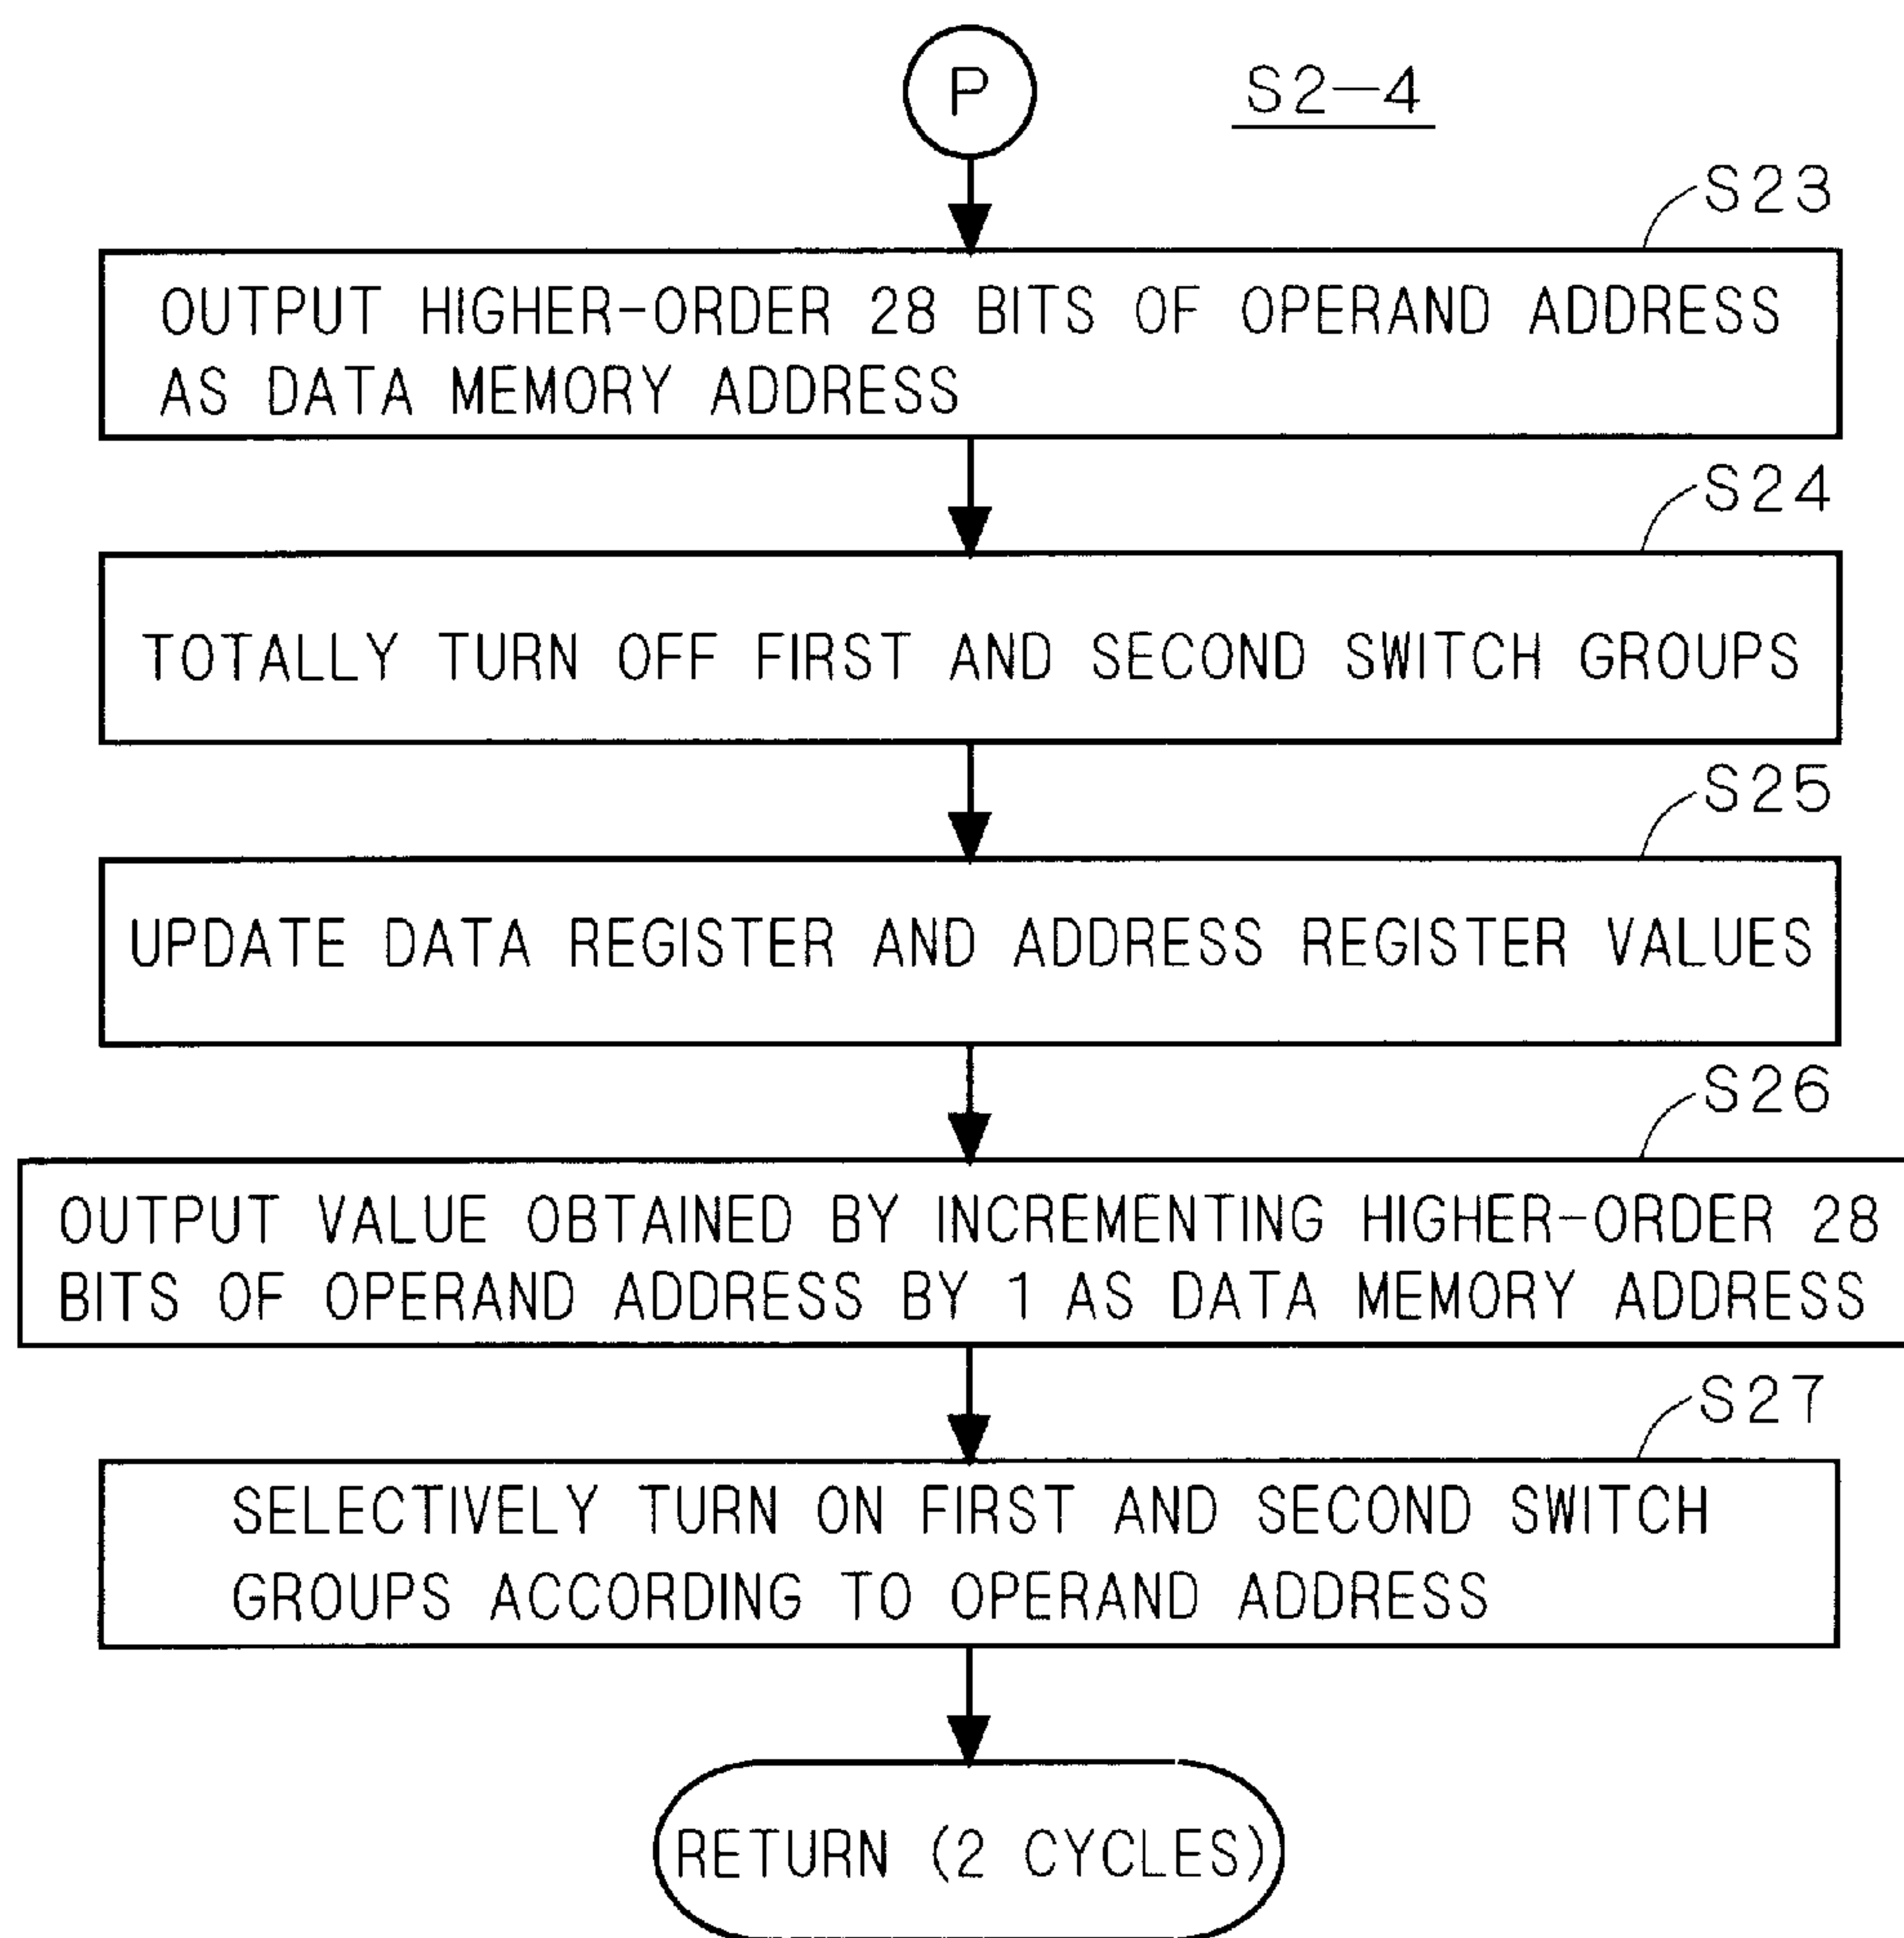 P
S2-4
S23
OUTPUT HIGHER-ORDER 28 BITS OF OPERAND ADDRESS
AS DATA MEMORY ADDRESS
S24
TOTALLY TURN OFF FIRST AND SECOND SWITCH GROUPS
S25
UPDATE DATA REGISTER AND ADDRESS REGISTER VALUES
S26
OUTPUT VALUE OBTAINED BY INCREMENTING HIGHER-ORDER 28
BITS OF OPERAND ADDRESS BY 1 AS DATA MEMORY ADDRESS
S27
SELECTIVELY TURN ON FIRST AND SECOND SWITCH
GROUPS ACCORDING TO OPERAND ADDRESS
RETURN (2 CYCLES)